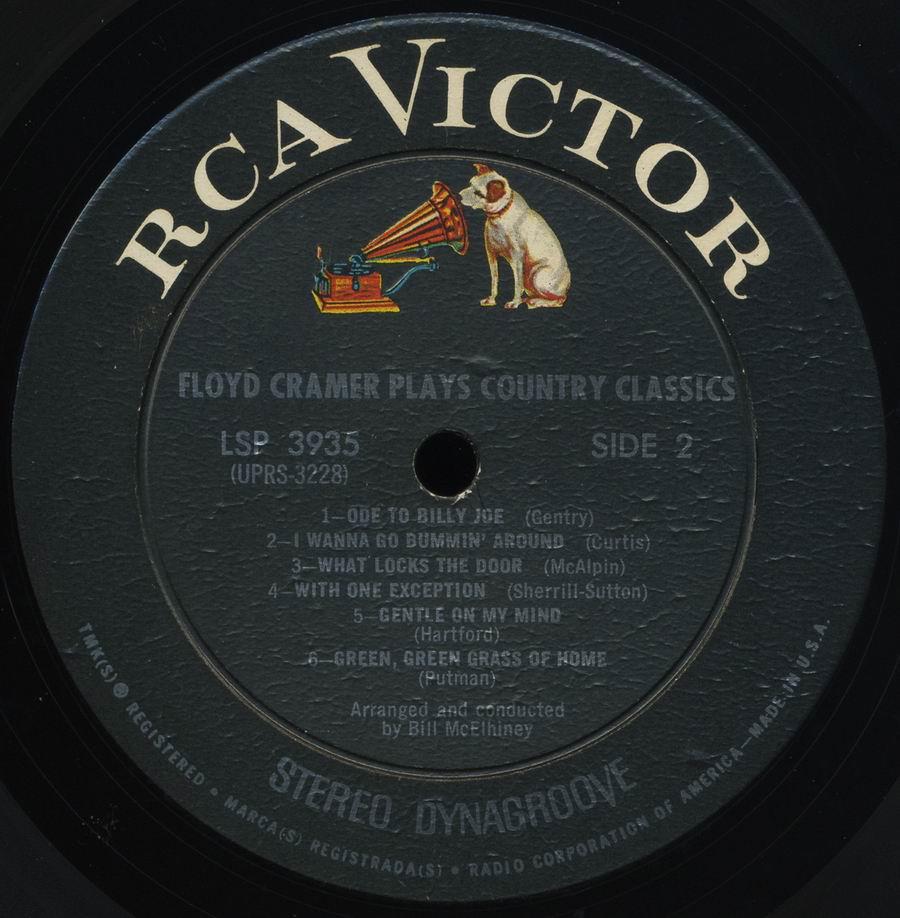 RCA VICTOR
FLOYD CRAMER PLAYS COUNTRY CLASSICS
LSP 3935
SIDE 2
(UPRS-3228)
1—ODE TO BILLY JOE (Gentry)
2—I WANNA GO BUMMIN' AROUND (Curtis)
3—WHAT LOCKS THE DOOR (McAlpin)
4—WITH ONE EXCEPTION (Sherrill-Sutton)
5—GENTLE ON MY MIND
(Hartford)
6—GREEN, GREEN GRASS OF HOME
(Putman)
Arranged and conducted
by Bill McElhiney
STEREO DYNAGROOVE
TMK(S) ® REGISTERED • MARCA(S) REGISTRADA(S) • RADIO CORPORATION OF AMERICA—MADE IN U.S.A.